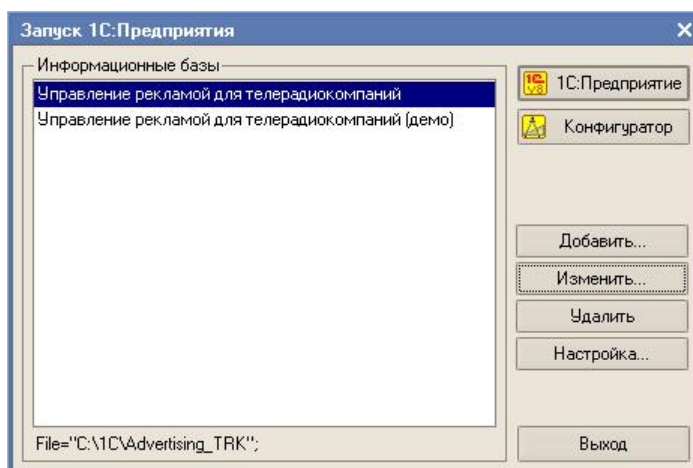 Запуск 1С:Предприятия
Информационные базы
Управление рекламой для телерадиокомпаний
Управление рекламой для телерадиокомпаний (демо)
1С:Предприятие
Конфигуратор
Добавить...
Изменить...
Удалить
Настройка...
File="C:\1C\Advertising_TRK";
Выход